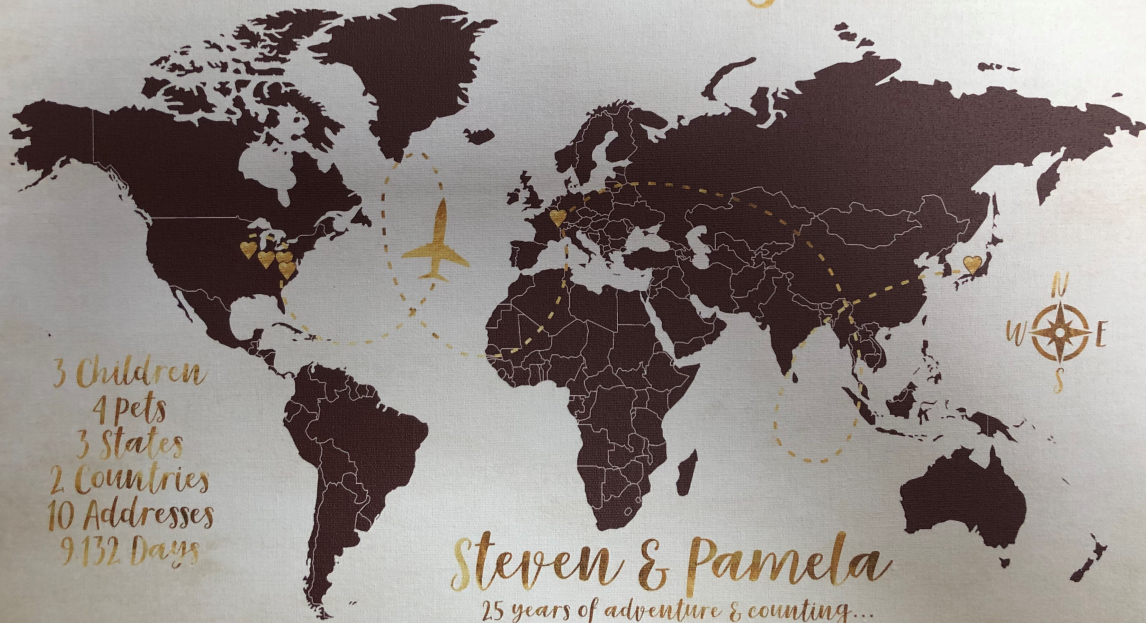 N
W E
S
3 Children
4 pets
3 States
2 Countries
10 Addresses
9,132 Days
Steven & Pamela
25 years of adventure & counting...